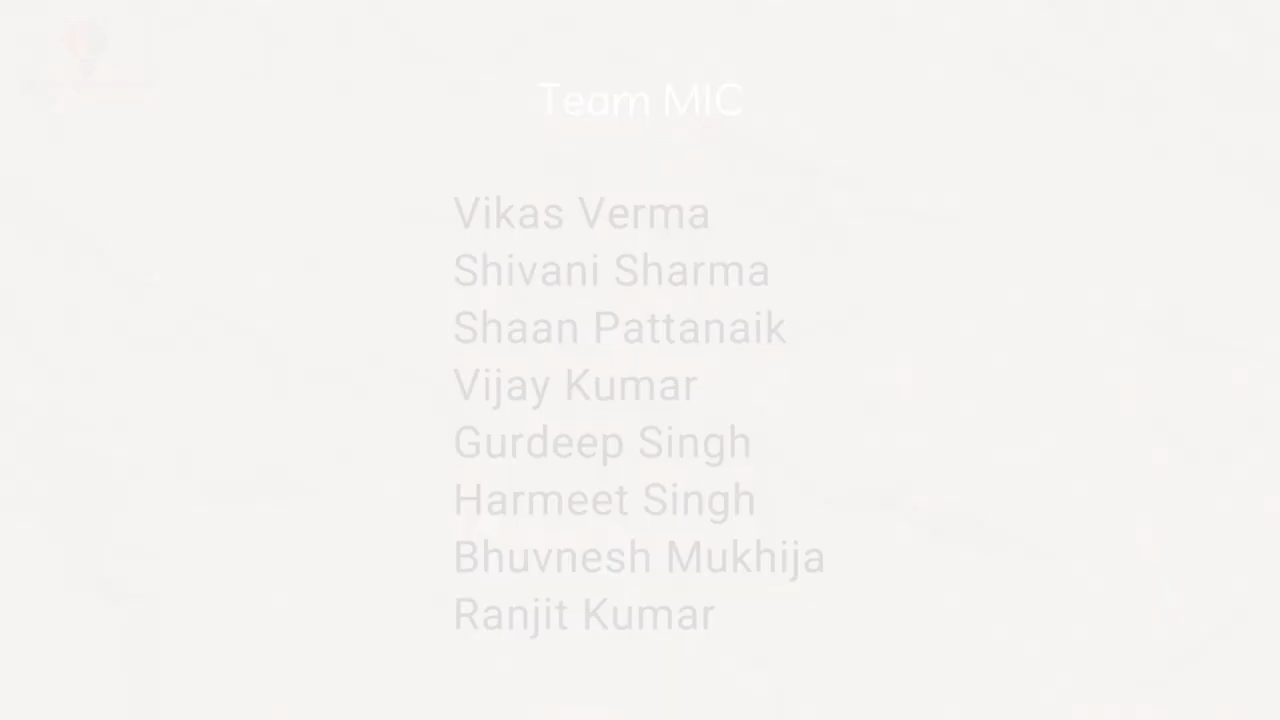 Team MIC
Vikas Verma
Shivani Sharma
Shaan Pattanaik
Vijay Kumar
Gurdeep Singh
Harmeet Singh
Bhuvnesh Mukhija
Ranjit Kumar